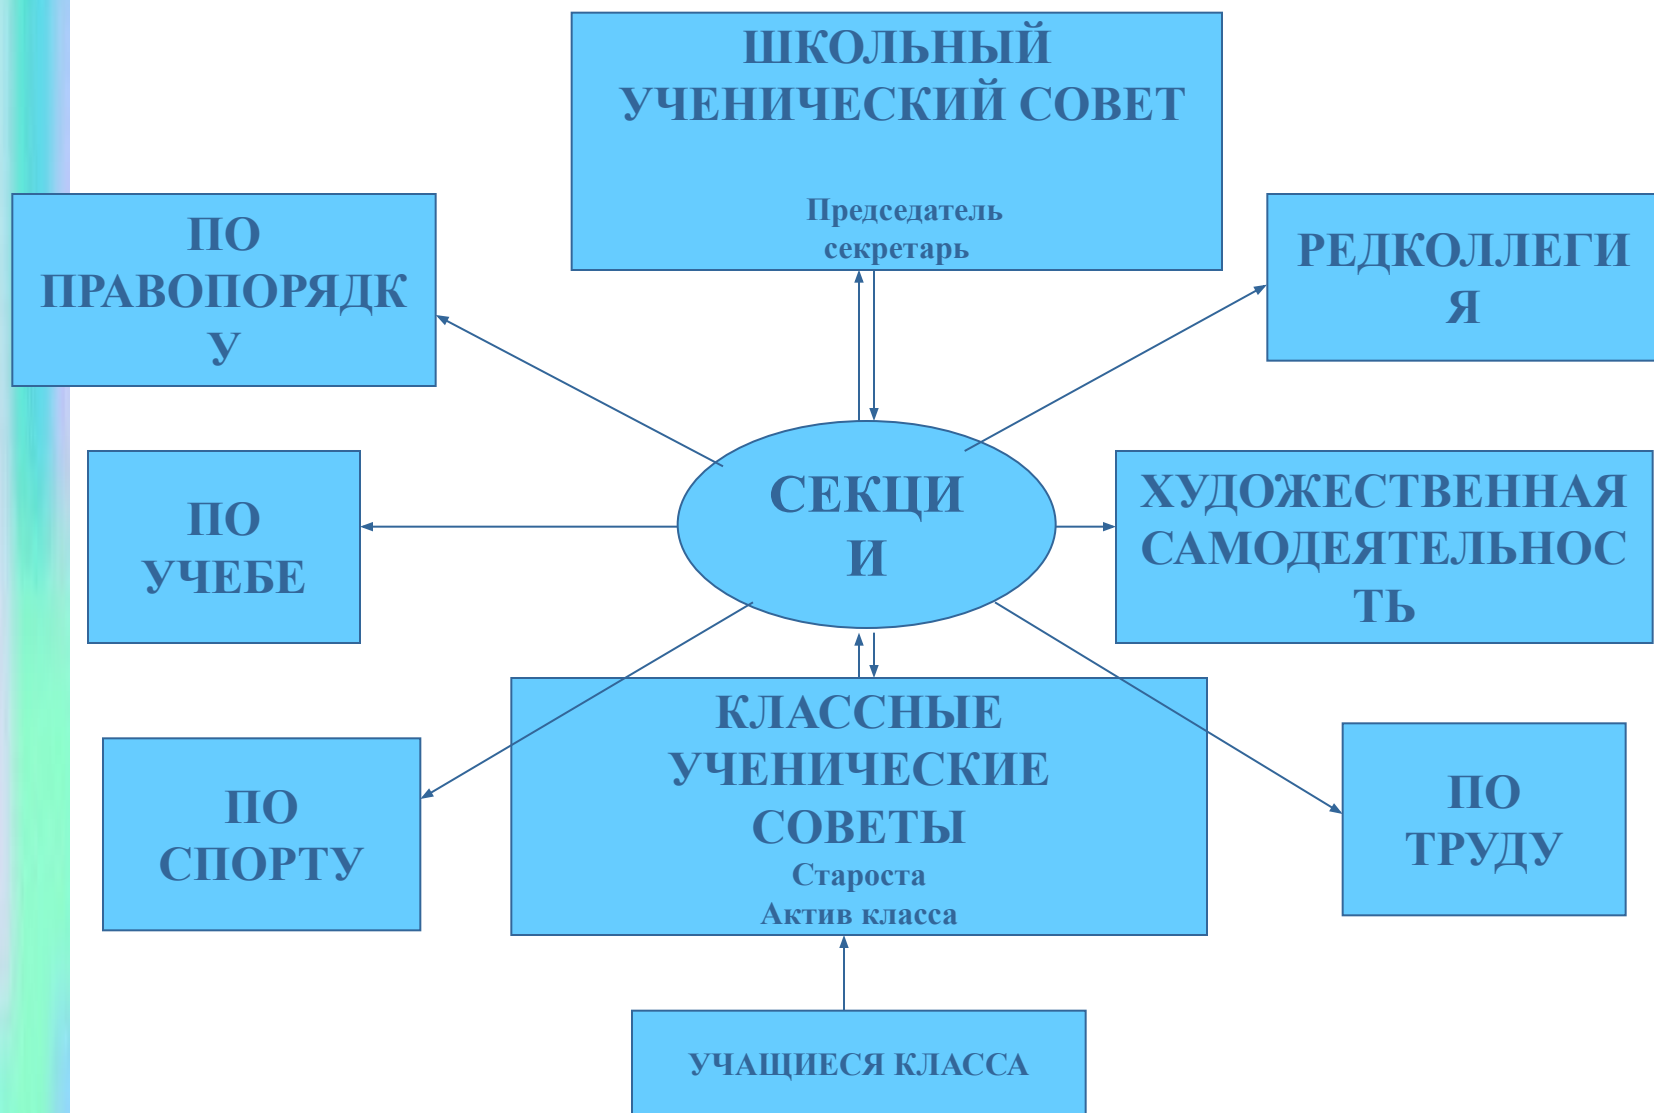 ШКОЛЬНЫЙ
УЧЕНИЧЕСКИЙ СОВЕТ
Председатель
секретарь
ПО
ПРАВОПОРЯДК
У
РЕДКОЛЛЕГИ
Я
ПО
УЧЕБЕ
СЕКЦИ
И
ХУДОЖЕСТВЕННАЯ
САМОДЕЯТЕЛЬНОС
ТЬ
ПО
СПОРТУ
КЛАССНЫЕ
УЧЕНИЧЕСКИЕ
СОВЕТЫ
Староста
Актив класса
ПО
ТРУДУ
УЧАЩИЕСЯ КЛАССА